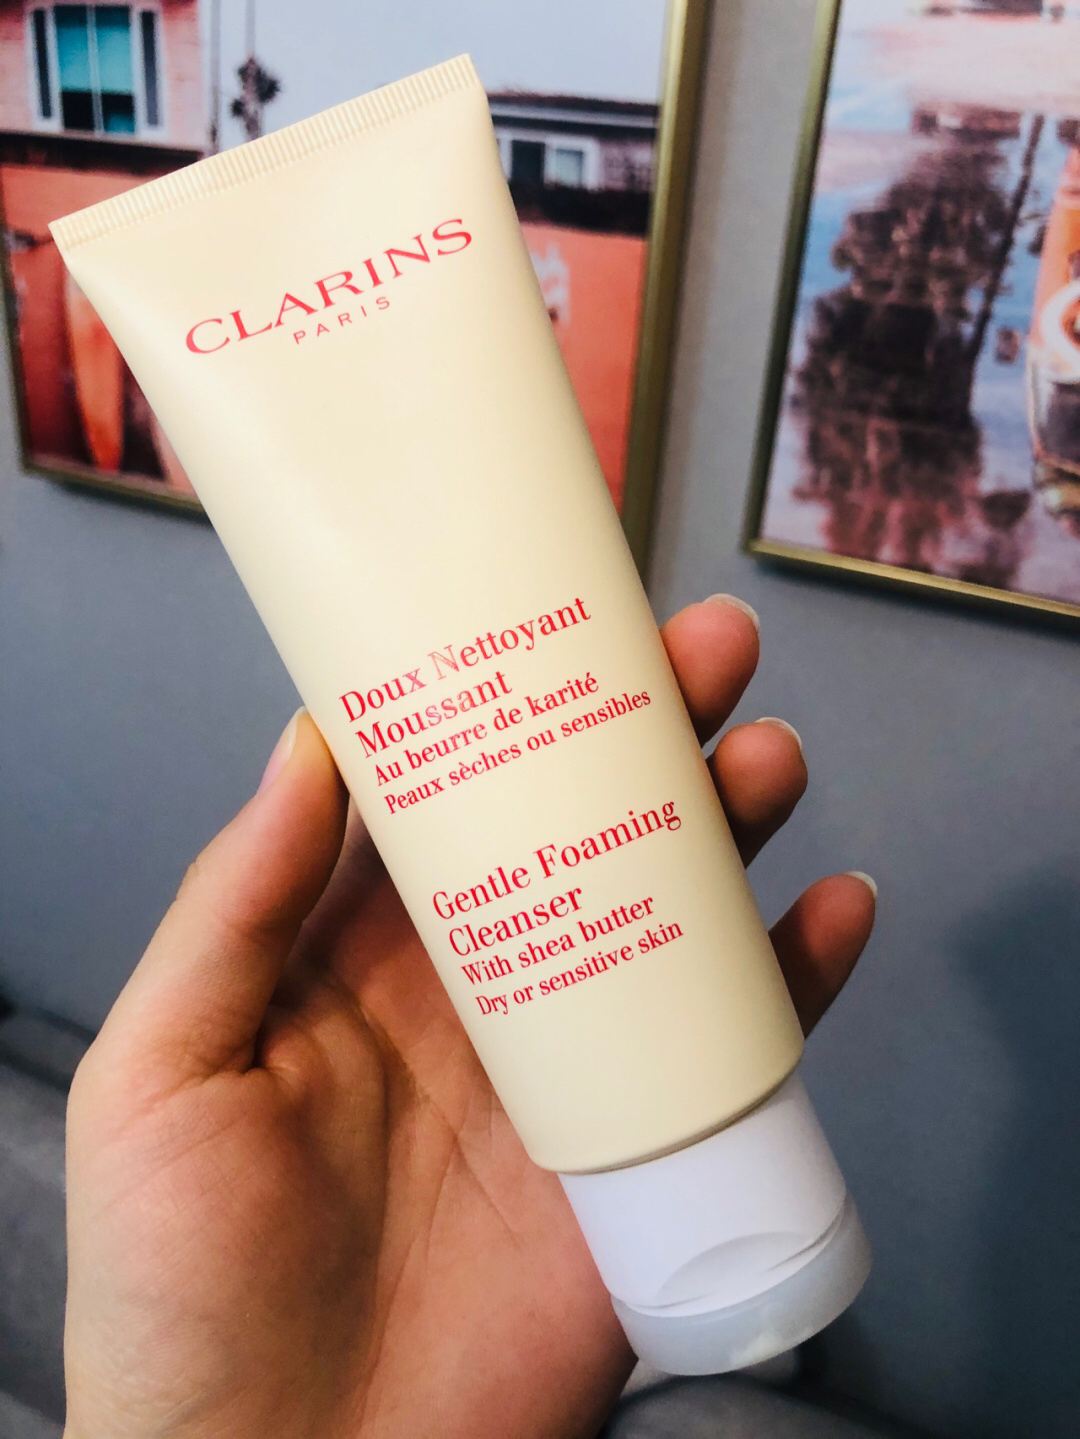 CLARINS
PARIS
Doux Nettoyant
Moussant
Au beurre de karité
Peaux sèches ou sensibles
Gentle Foaming
Cleanser
With shea butter
Dry or sensitive skin